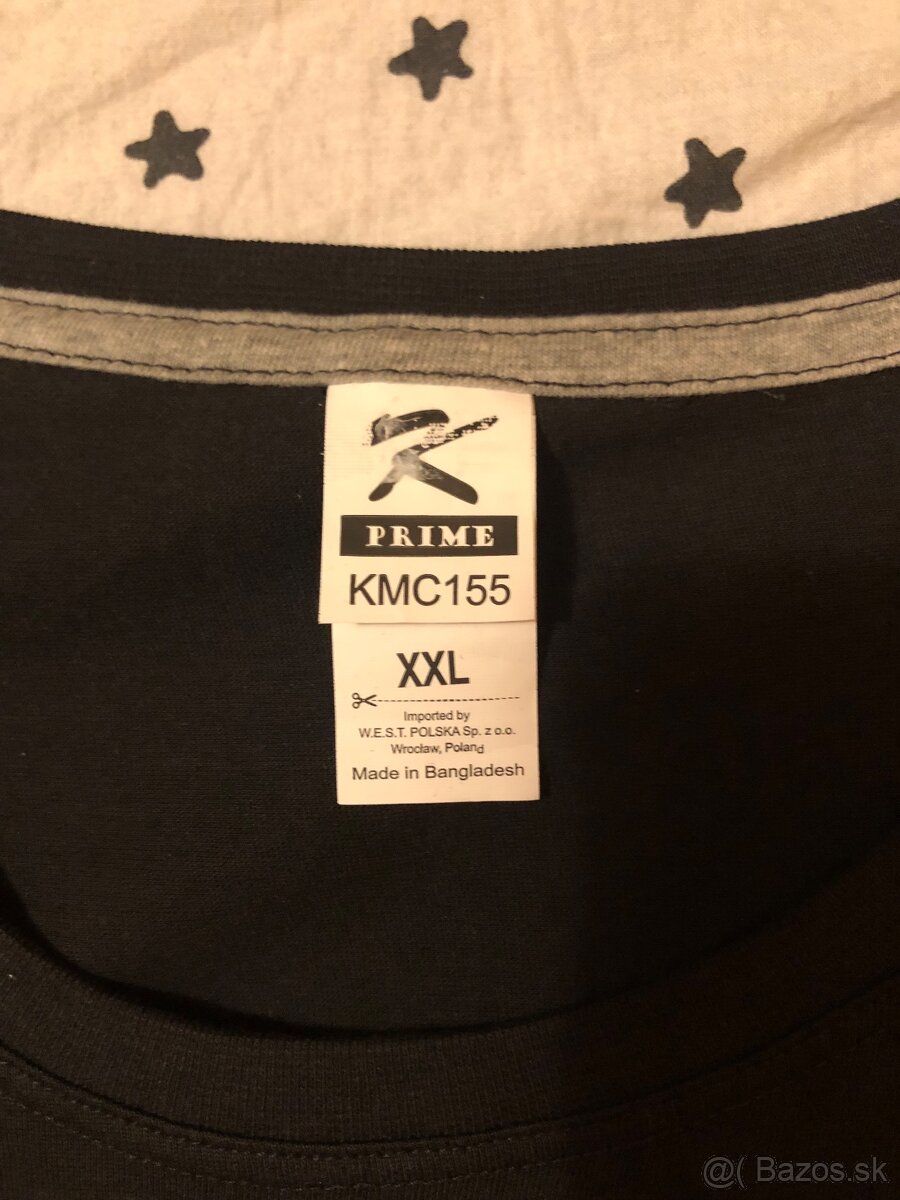 PRIME
KMC155
XXL
Imported by
W.E.S.T. POLSKA Sp. z o.o.
Wrocław, Poland
Made in Bangladesh
@( Bazos.sk